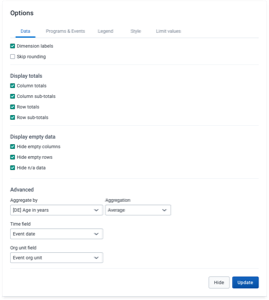 Options
Data Programs & Events Legend Style Limit values
Dimension labels
Skip rounding
Display totals
Column totals
Column sub-totals
Row totals
Row sub-totals
Display empty data
Hide empty columns
Hide empty rows
Hide n/a data
Advanced
Aggregate by Aggregation
[DE] Age in years Average
Time field
Event date
Org unit field
Event org unit
Hide Update